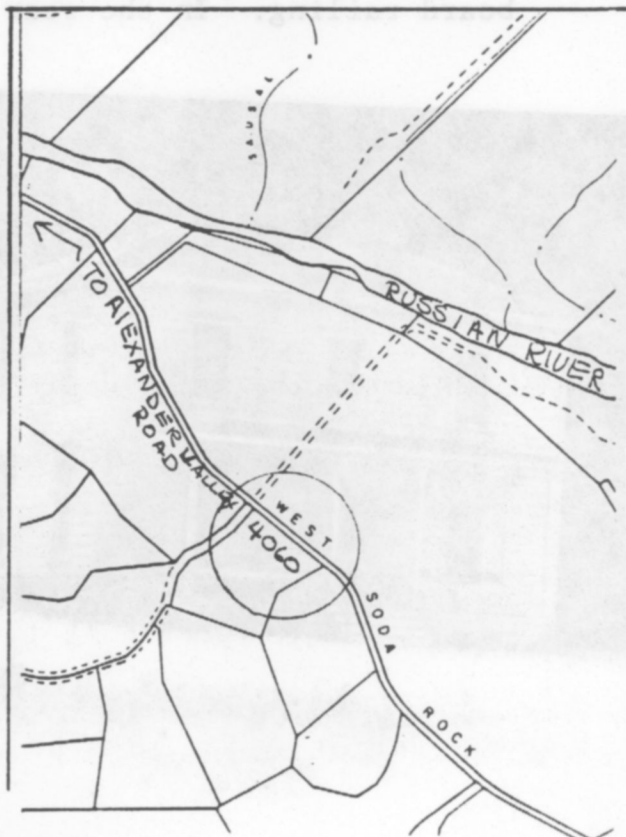 SAUSAL
RUSSIAN RIVER
TO AlEXANDER VALLEY
ROAD
WEST
4060
SODA
ROCK